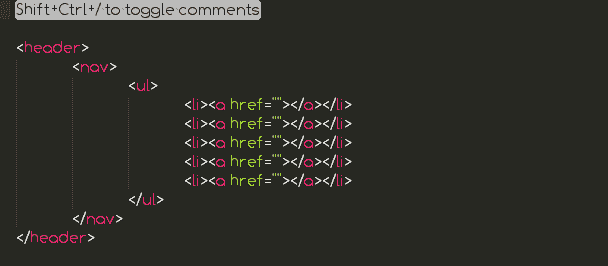 Shift+Ctrl+/ to toggle comments
<header>
<nav>
<ul>
<li><a href=""></a></li>
<li><a href=""></a></li>
<li><a href=""></a></li>
<li><a href=""></a></li>
<li><a href=""></a></li>
</ul>
</nav>
</header>